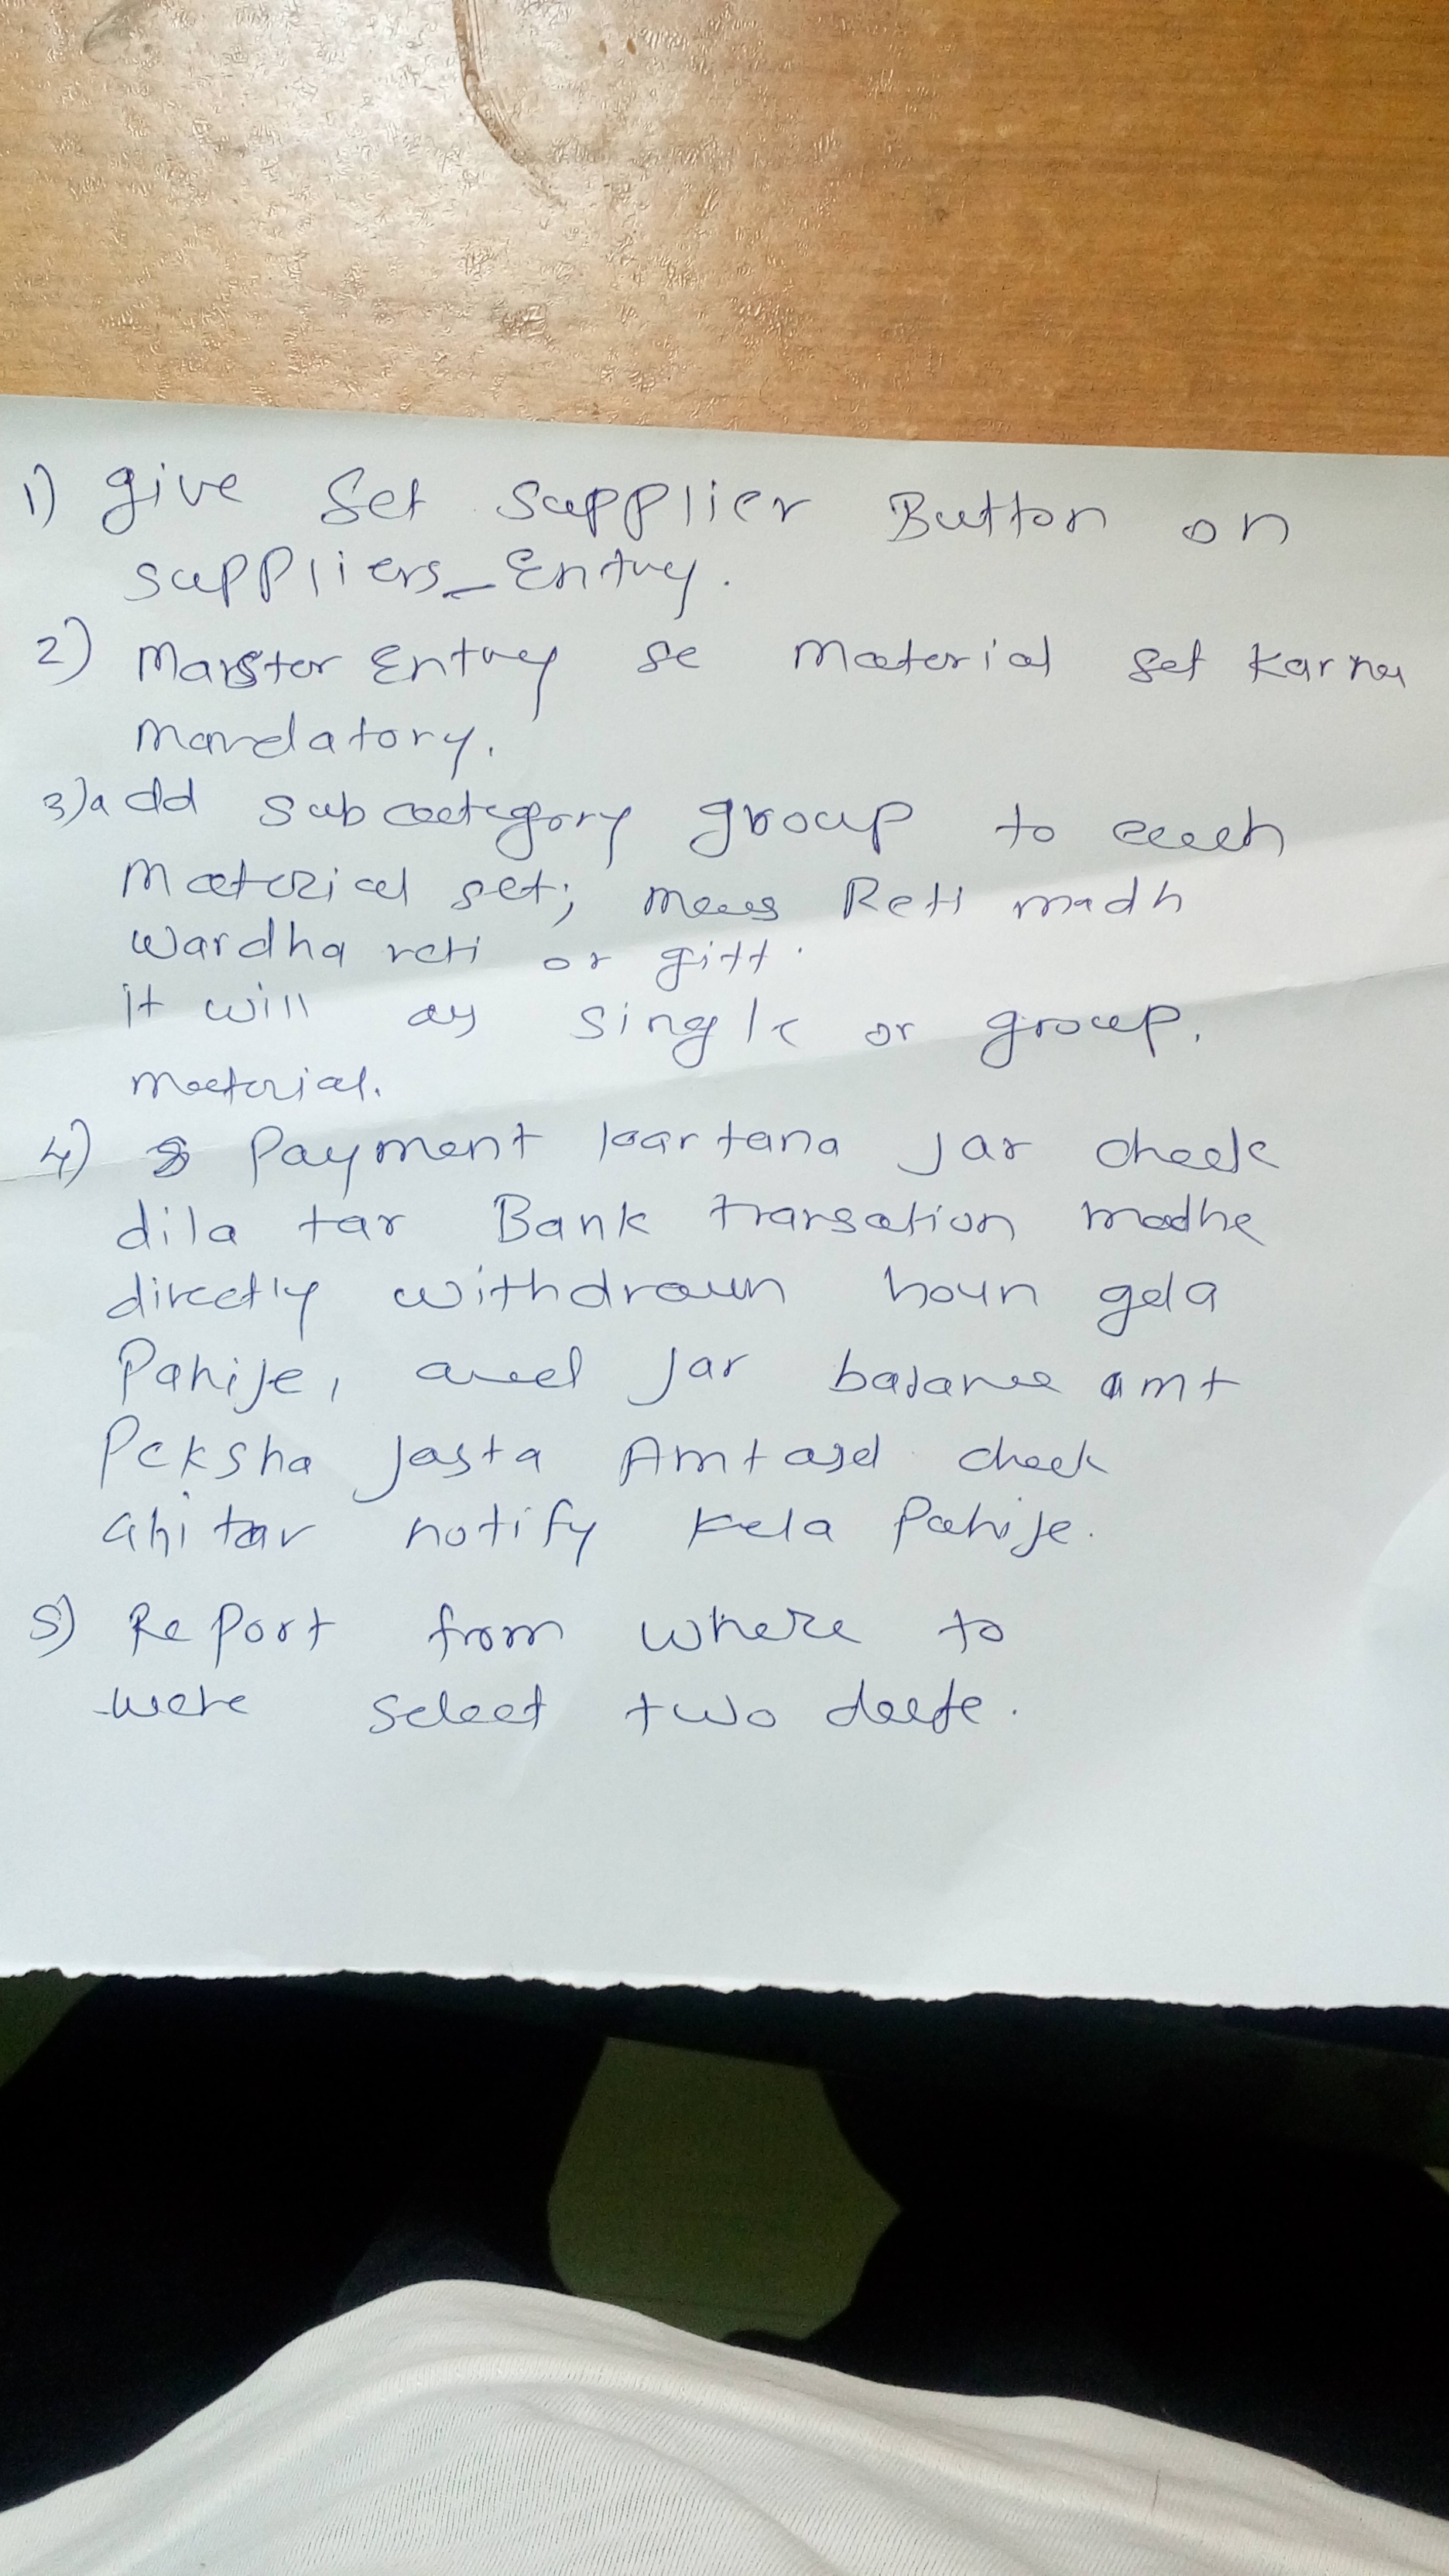 1) give Set Supplier Button on
suppliers_Entry.
2) Marster Entry se Material set Karna
mandatory.
3) add subcategory group to each
Material set; means Reti madh
Wardha reti or gitt.
it will as single or group.
material.
4) Payment kartana jar check
dila tar Bank transation madhe
directly withdrawn houn gela
Pahije, and jar balance amt
Peksha Jasta Amt asel check
ahi tar notify kela Pahije.
5) Report from where to
were select two date.